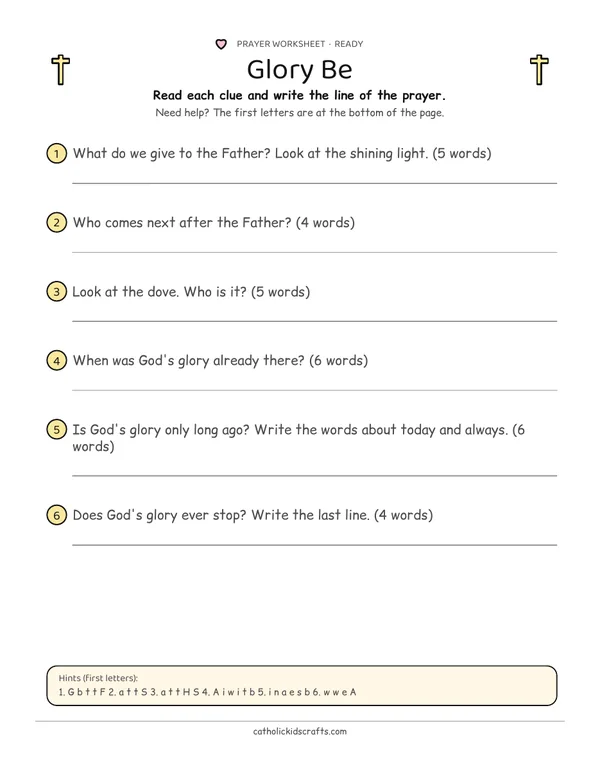 PRAYER WORKSHEET · READY
Glory Be
Read each clue and write the line of the prayer.
Need help? The first letters are at the bottom of the page.
1 What do we give to the Father? Look at the shining light. (5 words)
2 Who comes next after the Father? (4 words)
3 Look at the dove. Who is it? (5 words)
4 When was God's glory already there? (6 words)
5 Is God's glory only long ago? Write the words about today and always. (6
words)
6 Does God's glory ever stop? Write the last line. (4 words)
Hints (first letters):
1. G b t t F 2. a t t S 3. a t t H S 4. A i w i t b 5. i n a e s b 6. w w e A
catholickidscrafts.com